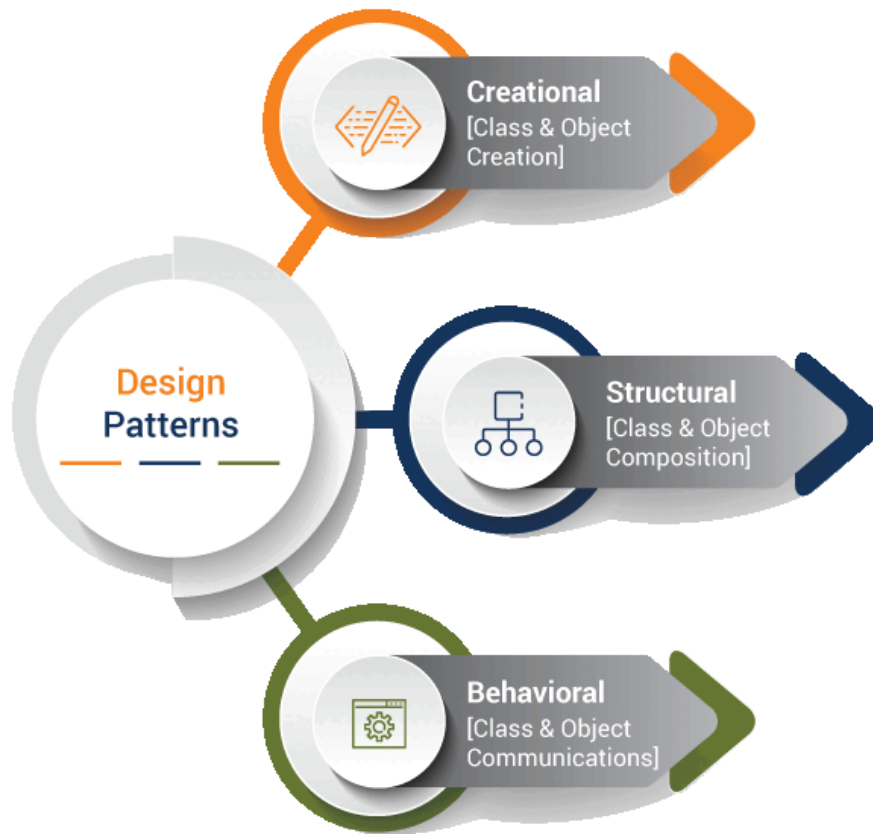 Creational
[Class & Object
Creation]
Design
Patterns
Structural
[Class & Object
Composition]
Behavioral
[Class & Object
Communications]